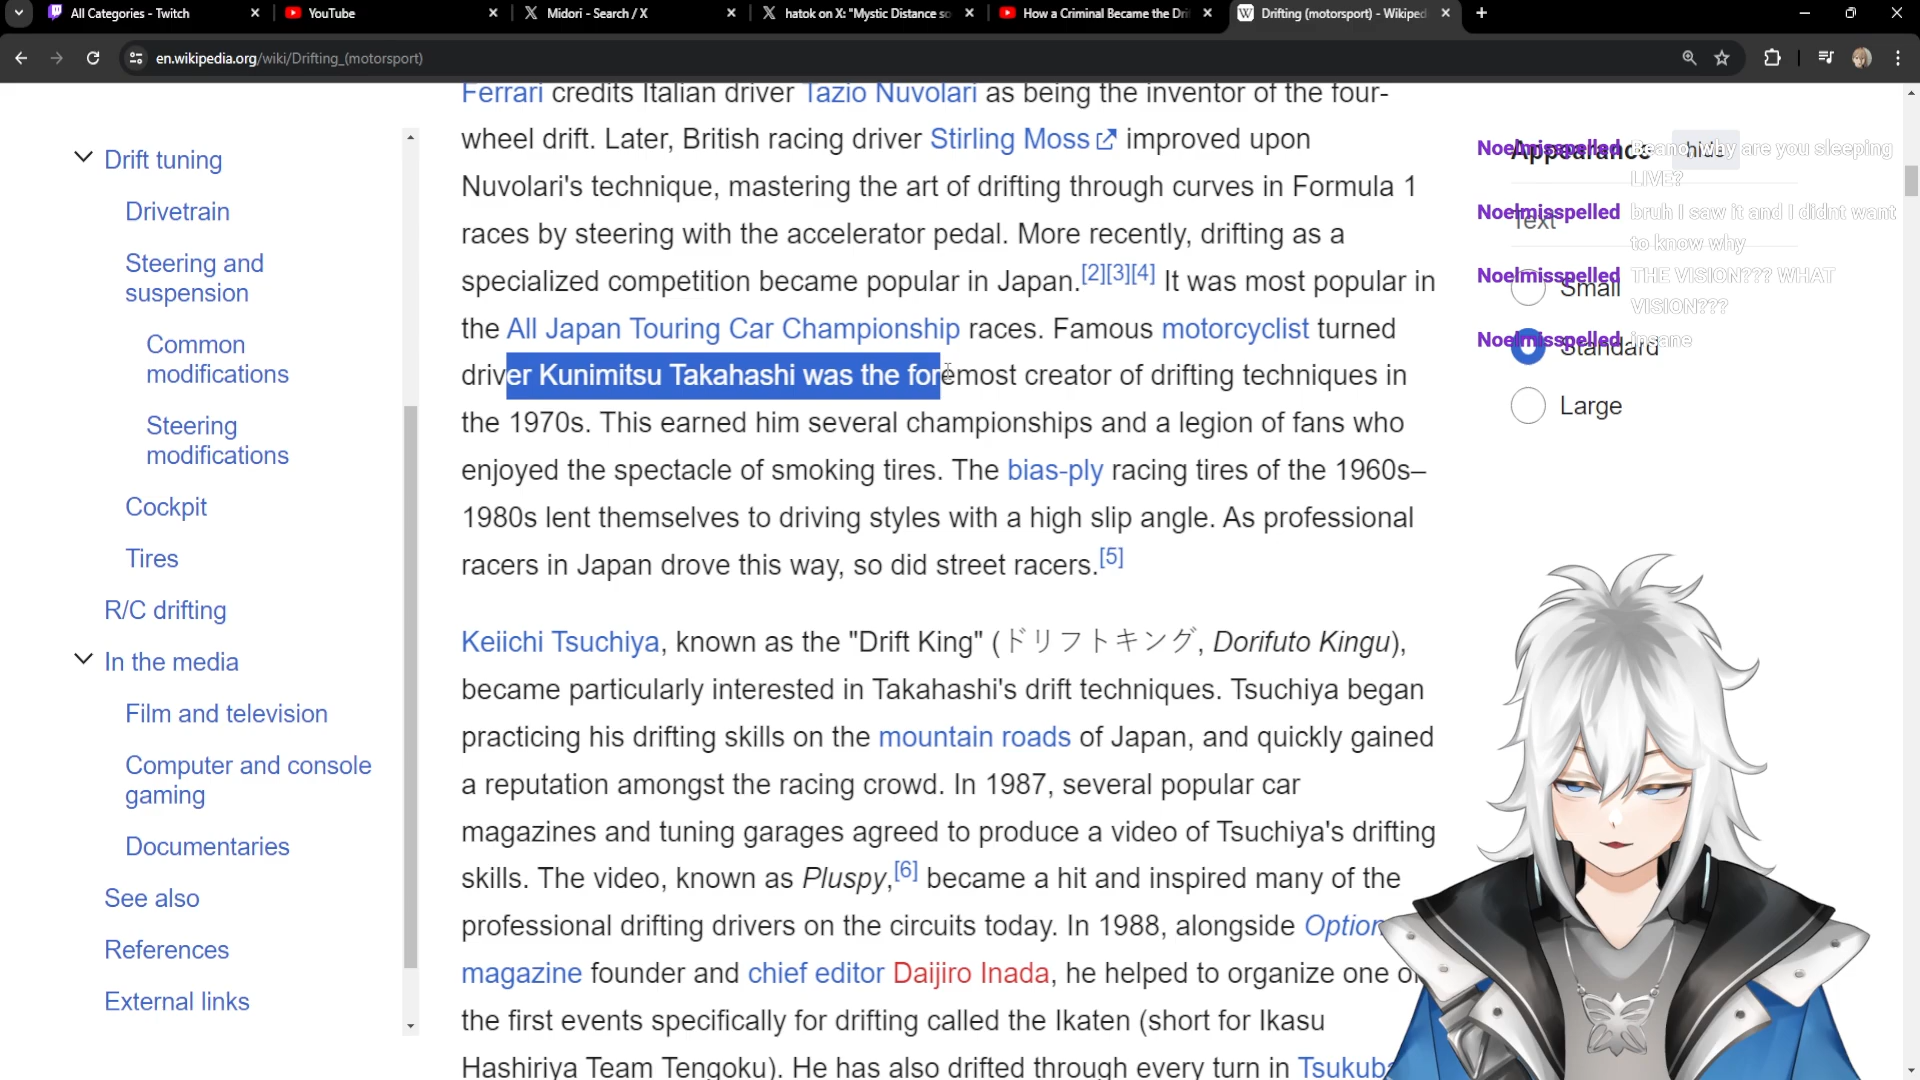 All Categories - Twitch
YouTube
Midori - Search / X
hatok on X: "Mystic Distance so
How a Criminal Became the Dri
Drifting (motorsport) - Wikiped
en.wikipedia.org/wiki/Drifting_(motorsport)
Drift tuning
Drivetrain
Steering and
suspension
Common
modifications
Steering
modifications
Cockpit
Tires
R/C drifting
In the media
Film and television
Computer and console
gaming
Documentaries
See also
References
External links
Ferrari credits Italian driver Tazio Nuvolari as being the inventor of the four-
wheel drift. Later, British racing driver Stirling Moss improved upon
Nuvolari's technique, mastering the art of drifting through curves in Formula 1
races by steering with the accelerator pedal. More recently, drifting as a
specialized competition became popular in Japan.[2][3][4] It was most popular in
the All Japan Touring Car Championship races. Famous motorcyclist turned
driver Kunimitsu Takahashi was the foremost creator of drifting techniques in
the 1970s. This earned him several championships and a legion of fans who
enjoyed the spectacle of smoking tires. The bias-ply racing tires of the 1960s–
1980s lent themselves to driving styles with a high slip angle. As professional
racers in Japan drove this way, so did street racers.[5]
Keiichi Tsuchiya, known as the "Drift King" (ドリフトキング, Dorifuto Kingu),
became particularly interested in Takahashi's drift techniques. Tsuchiya began
practicing his drifting skills on the mountain roads of Japan, and quickly gained
a reputation amongst the racing crowd. In 1987, several popular car
magazines and tuning garages agreed to produce a video of Tsuchiya's drifting
skills. The video, known as Pluspy,[6] became a hit and inspired many of the
professional drifting drivers on the circuits today. In 1988, alongside Option
magazine founder and chief editor Daijiro Inada, he helped to organize one of
the first events specifically for drifting called the Ikaten (short for Ikasu
Hashiriya Team Tengoku). He has also drifted through every turn in Tsukuba
Appearance hide
Text
Small
Standard
Large
Noelmisspelled Beano, why are you sleeping
LIVE?
Noelmisspelled bruh I saw it and I didnt want
to know why
Noelmisspelled THE VISION??? WHAT
VISION???
Noelmisspelled insane